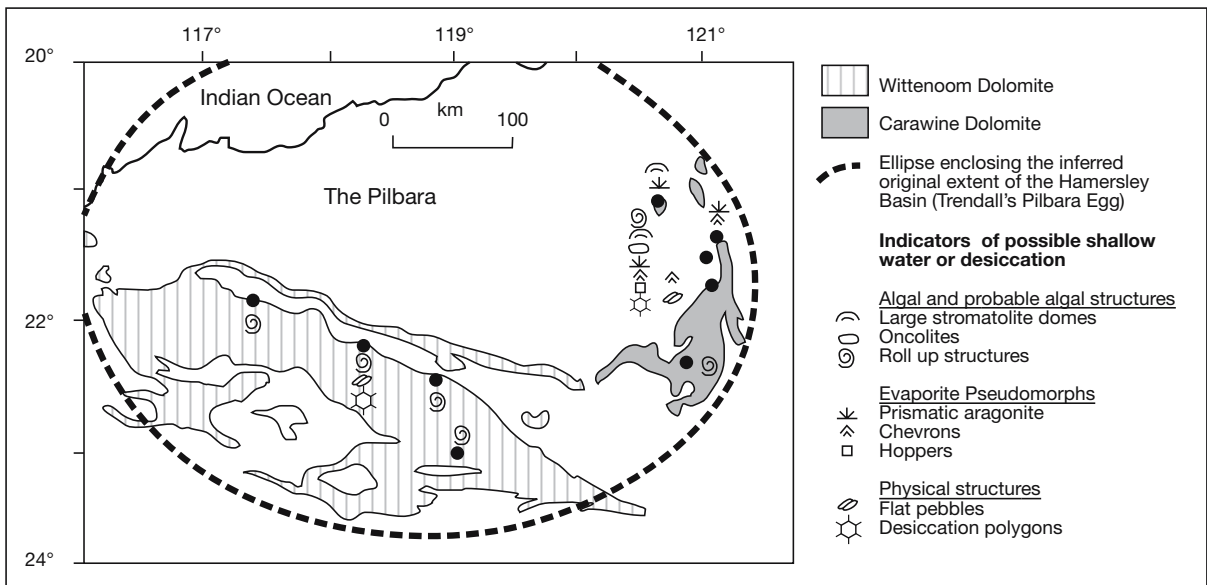 117°
119°
121°
20°
22°
24°
Indian Ocean
km
0
100
The Pilbara
Wittenoom Dolomite
Carawine Dolomite
Ellipse enclosing the inferred
original extent of the Hamersley
Basin (Trendall's Pilbara Egg)
Indicators of possible shallow
water or desiccation
Algal and probable algal structures
Large stromatolite domes
Oncolites
Roll up structures
Evaporite Pseudomorphs
Prismatic aragonite
Chevrons
Hoppers
Physical structures
Flat pebbles
Desiccation polygons